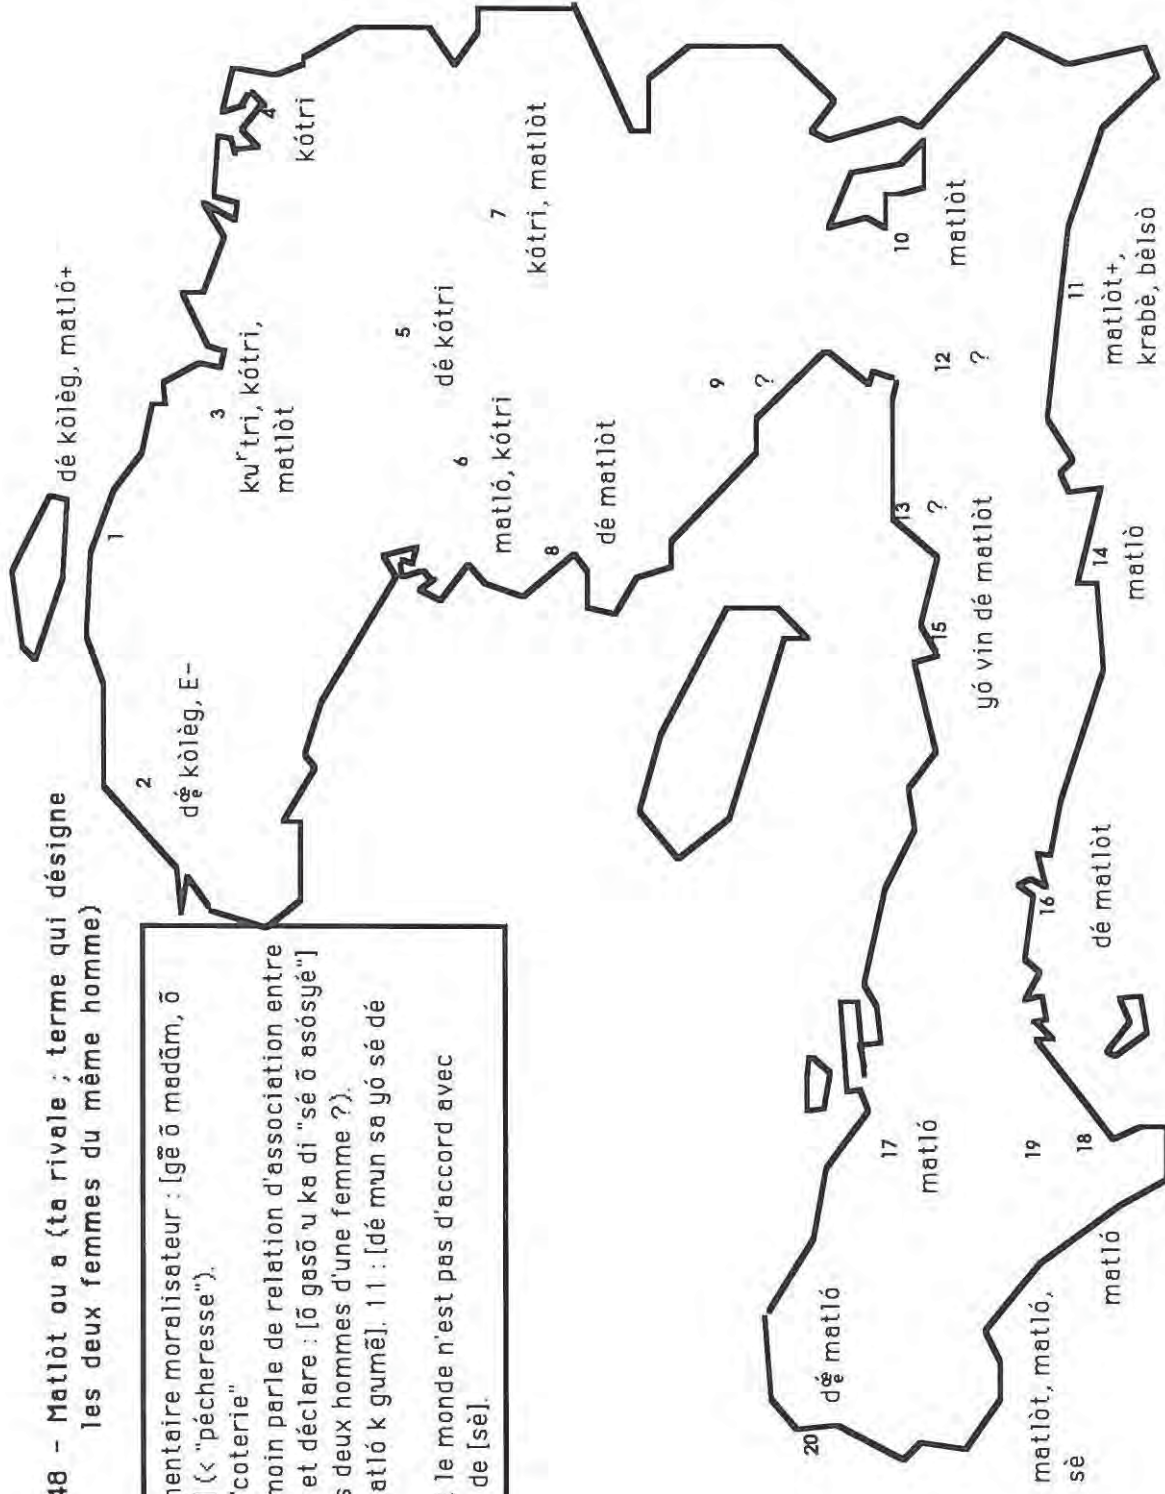 48 - Matlòt ou a (ta rivale ; terme qui désigne
les deux femmes du même homme)
mentaire moralisateur : [gẽ õ madãm, õ
(< "pécheresse").
"coterie"
moin parle de relation d'association entre
et déclare : [õ gasõ u ka di "sé õ asósyé"]
s deux hommes d'une femme ?).
atló k gumẽ]. 11 : [dé mun sa yó sé dé
le monde n'est pas d'accord avec
de [sè].
dé kòlèg, matló+
1
2
kòlèg, E-
3
kuʳtri, kótri,
matlòt
4
kótri
5
dé kótri
6
matló, kótri
7
kótri, matlòt
8
dé matlòt
9
?
10
matlòt
11
matlòt+,
krabè, bèlsò
12
?
13
?
14
matlò
15
yó vin dé matlòt
16
dé matlòt
17
matló
18
19
matló
20
matló
matlòt, matló,
sè